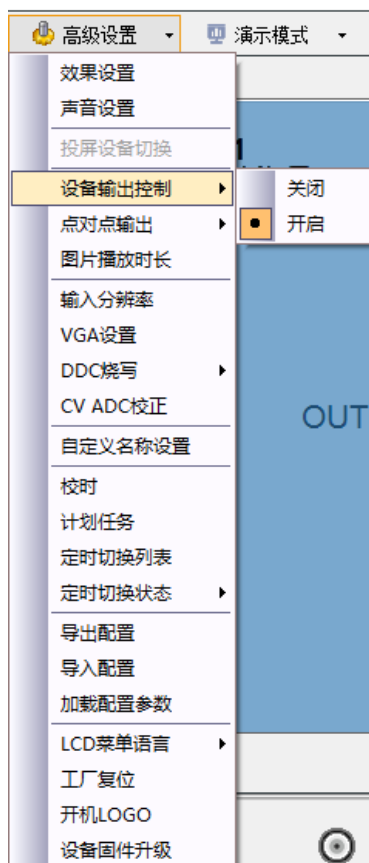 高级设置 演示模式
效果设置
声音设置
投屏设备切换
设备输出控制 关闭
点对点输出 开启
图片播放时长
输入分辨率
VGA设置
DDC烧写
CV ADC校正
OUT
自定义名称设置
校时
计划任务
定时切换列表
定时切换状态
导出配置
导入配置
加载配置参数
LCD菜单语言
工厂复位
开机LOGO
设备固件升级